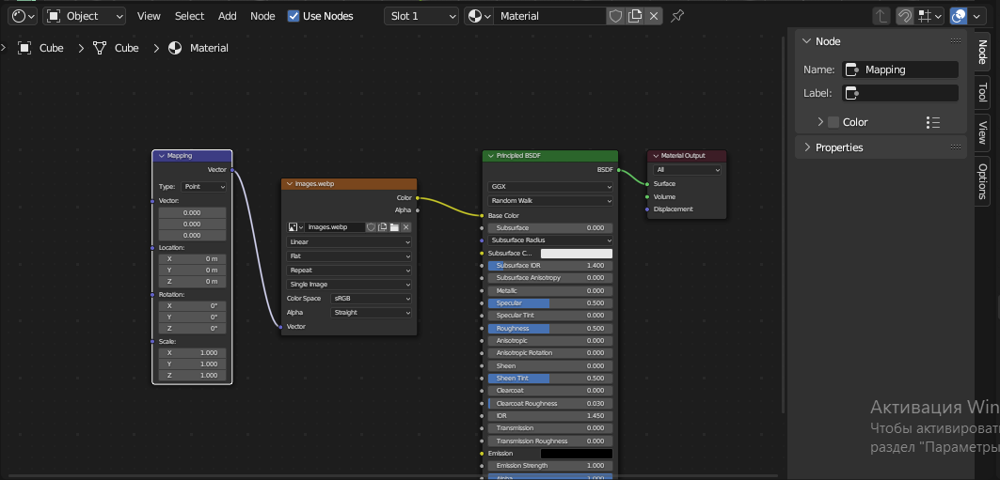 Object View Select Add Node Use Nodes Slot 1 Material
Cube Cube Material
Mapping
Vector
Type: Point
Vector:
0.000
0.000
0.000
Location:
X 0 m
Y 0 m
Z 0 m
Rotation:
X 0°
Y 0°
Z 0°
Scale:
X 1.000
Y 1.000
Z 1.000
Images.webp
Color
Alpha
Images.webp
Linear
Flat
Repeat
Single Image
Color Space sRGB
Alpha Straight
Vector
Principled BSDF
BSDF
GGX
Random Walk
Base Color
Subsurface 0.000
Subsurface Radius
Subsurface C...
Subsurface IOR 1.400
Subsurface Anisotropy 0.000
Metallic 0.000
Specular 0.500
Specular Tint 0.000
Roughness 0.500
Anisotropic 0.000
Anisotropic Rotation 0.000
Sheen 0.000
Sheen Tint 0.500
Clearcoat 0.000
Clearcoat Roughness 0.030
IOR 1.450
Transmission 0.000
Transmission Roughness 0.000
Emission
Emission Strength 1.000
Alpha 1.000
Material Output
All
Surface
Volume
Displacement
Node
Name: Mapping
Label:
Color
Properties
Node
Tool
View
Options
Активация Win
Чтобы активироват
раздел "Параметры